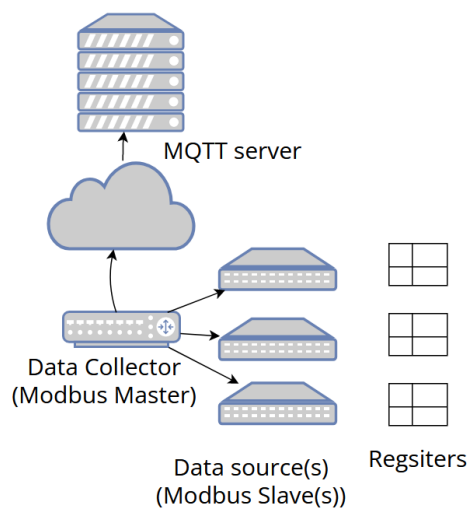 MQTT server
Data Collector
(Modbus Master)
Data source(s)
(Modbus Slave(s))
Regsiters